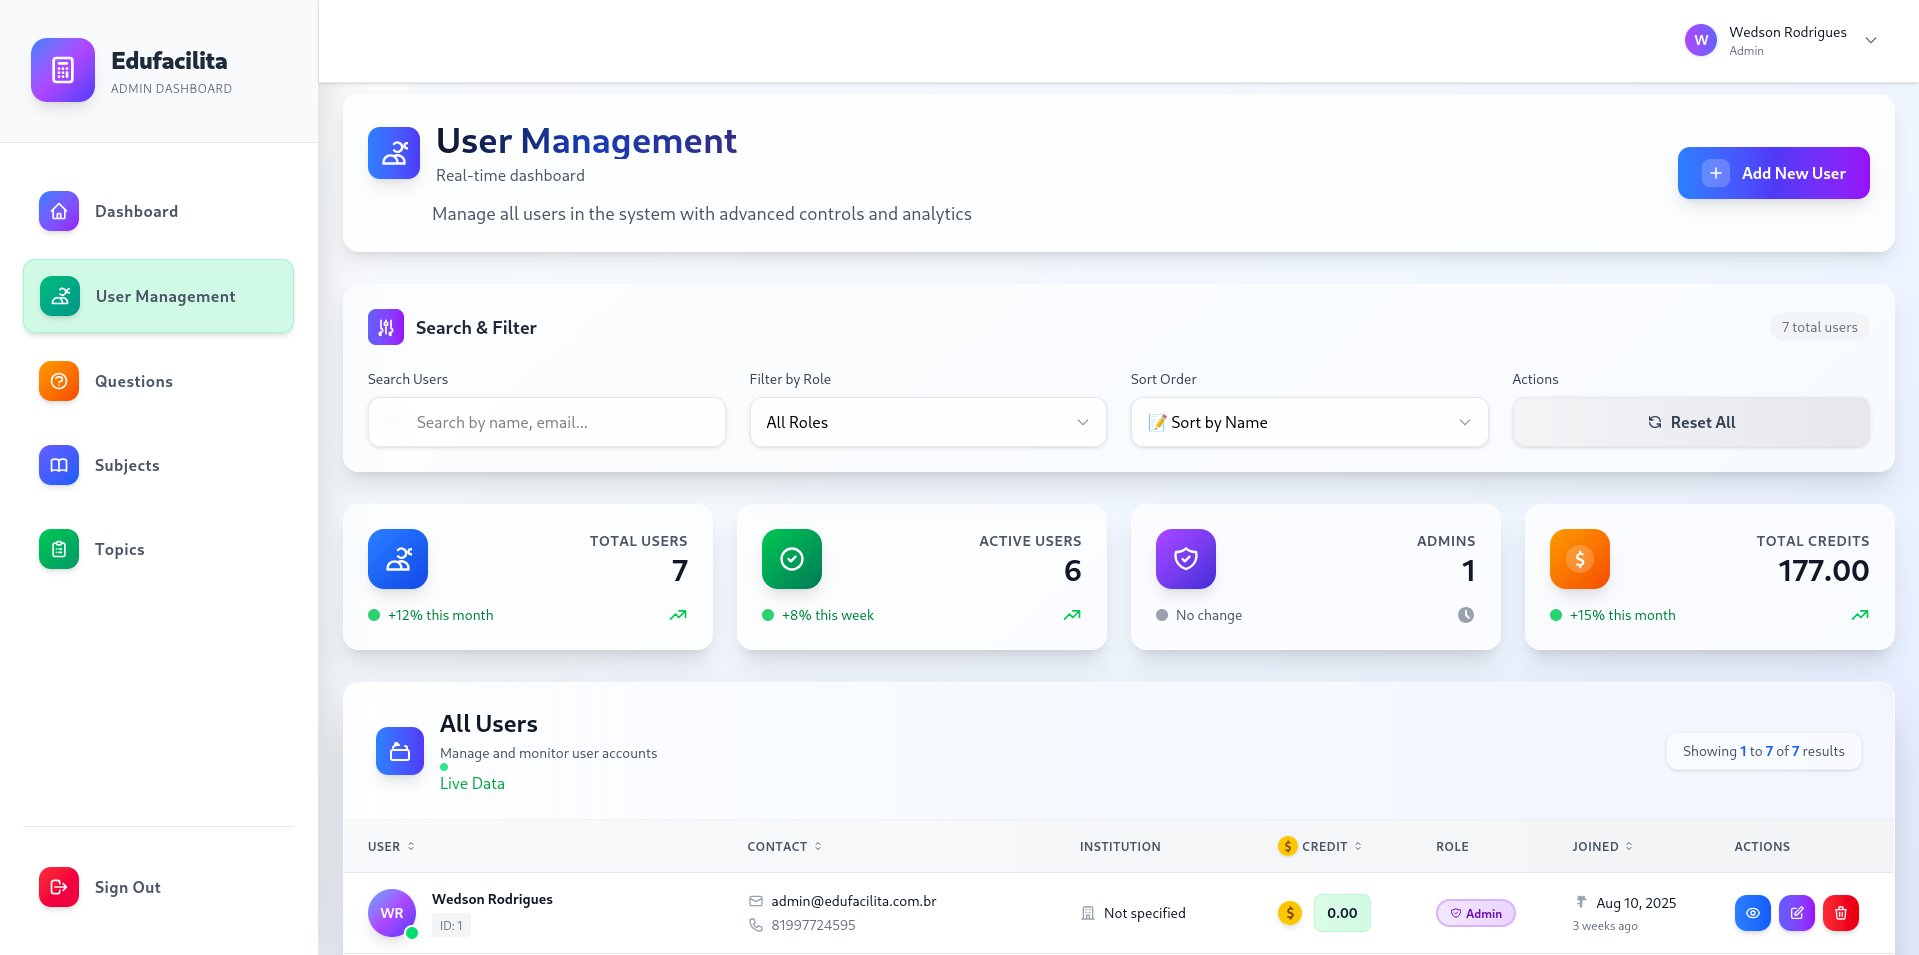 Edufacilita
ADMIN DASHBOARD
Dashboard
User Management
Questions
Subjects
Topics
Sign Out
W
Wedson Rodrigues
Admin
User Management
Real-time dashboard
Manage all users in the system with advanced controls and analytics
Add New User
Search & Filter
7 total users
Search Users
Filter by Role
Sort Order
Actions
Search by name, email...
All Roles
📝 Sort by Name
Reset All
TOTAL USERS
7
+12% this month
ACTIVE USERS
6
+8% this week
ADMINS
1
No change
$
TOTAL CREDITS
177.00
+15% this month
All Users
Manage and monitor user accounts
Live Data
Showing 1 to 7 of 7 results
USER CONTACT INSTITUTION $ CREDIT ROLE JOINED ACTIONS
WR
Wedson Rodrigues
ID: 1
admin@edufacilita.com.br
81997724595
Not specified
$ 0.00
Admin
Aug 10, 2025
3 weeks ago